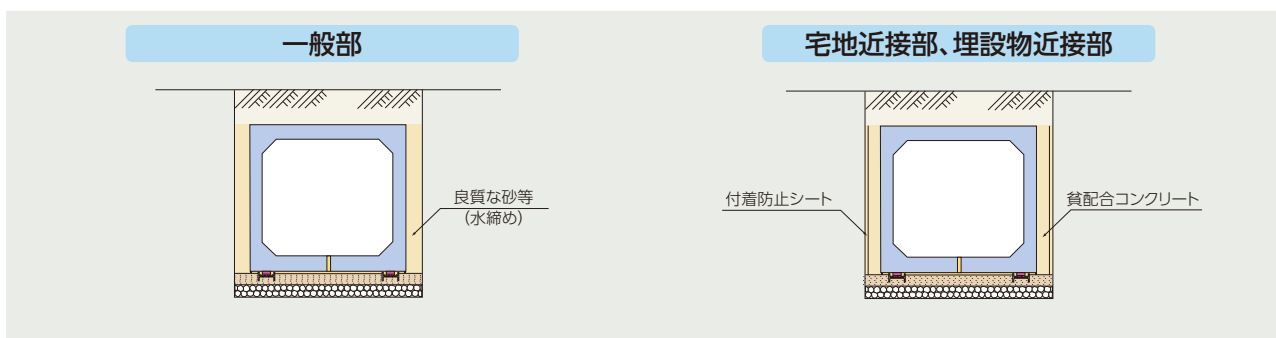 一般部
良質な砂等
(水締め)
宅地近接部、埋設物近接部
付着防止シート
貧配合コンクリート